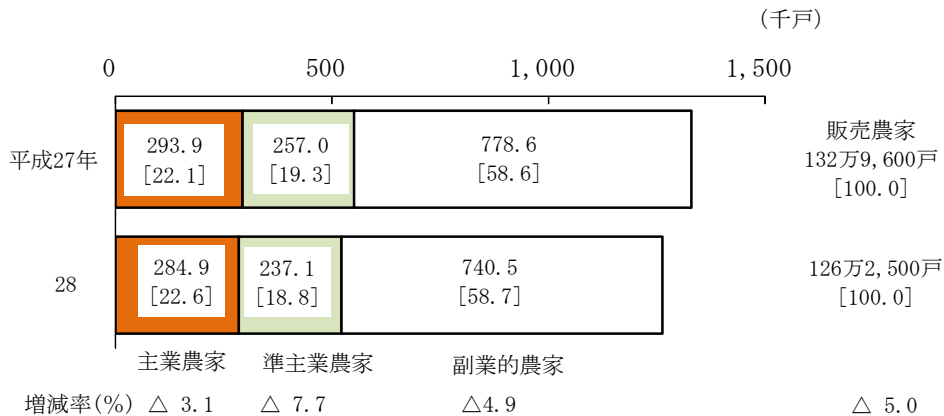 (千戸)
0 500 1,000 1,500
平成27年
293.9
[22.1]
257.0
[19.3]
778.6
[58.6]
販売農家
132万9,600戸
[100.0]
28
284.9
[22.6]
237.1
[18.8]
740.5
[58.7]
126万2,500戸
[100.0]
主業農家 準主業農家 副業的農家
増減率(%) △ 3.1 △ 7.7 △4.9 △ 5.0